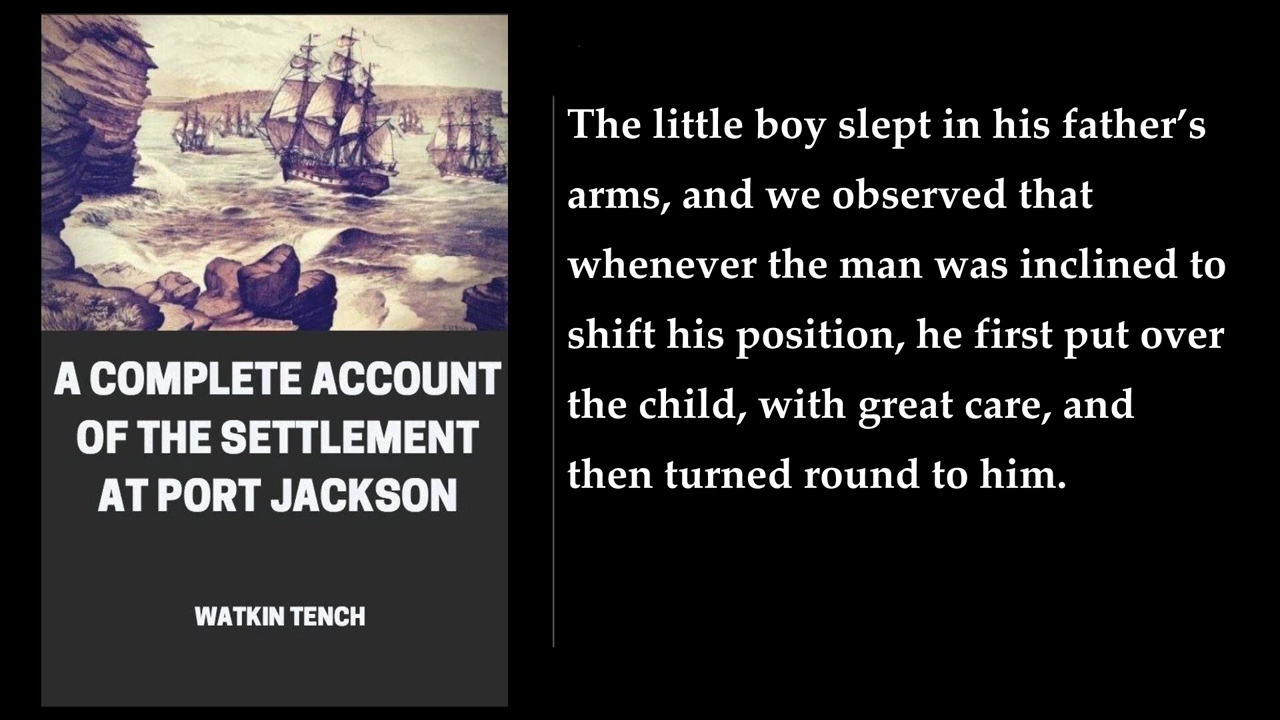 A COMPLETE ACCOUNT
OF THE SETTLEMENT
AT PORT JACKSON
WATKIN TENCH
The little boy slept in his father’s
arms, and we observed that
whenever the man was inclined to
shift his position, he first put over
the child, with great care, and
then turned round to him.